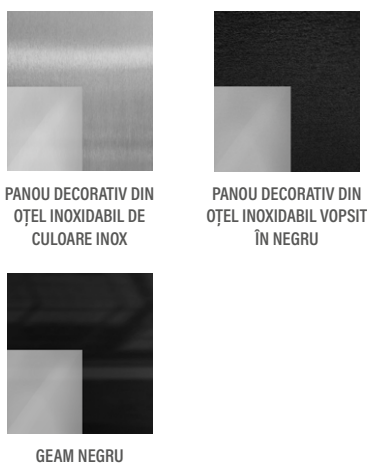 PANOU DECORATIV DIN
OȚEL INOXIDABIL DE
CULOARE INOX
PANOU DECORATIV DIN
OȚEL INOXIDABIL VOPSIT
ÎN NEGRU
GEAM NEGRU